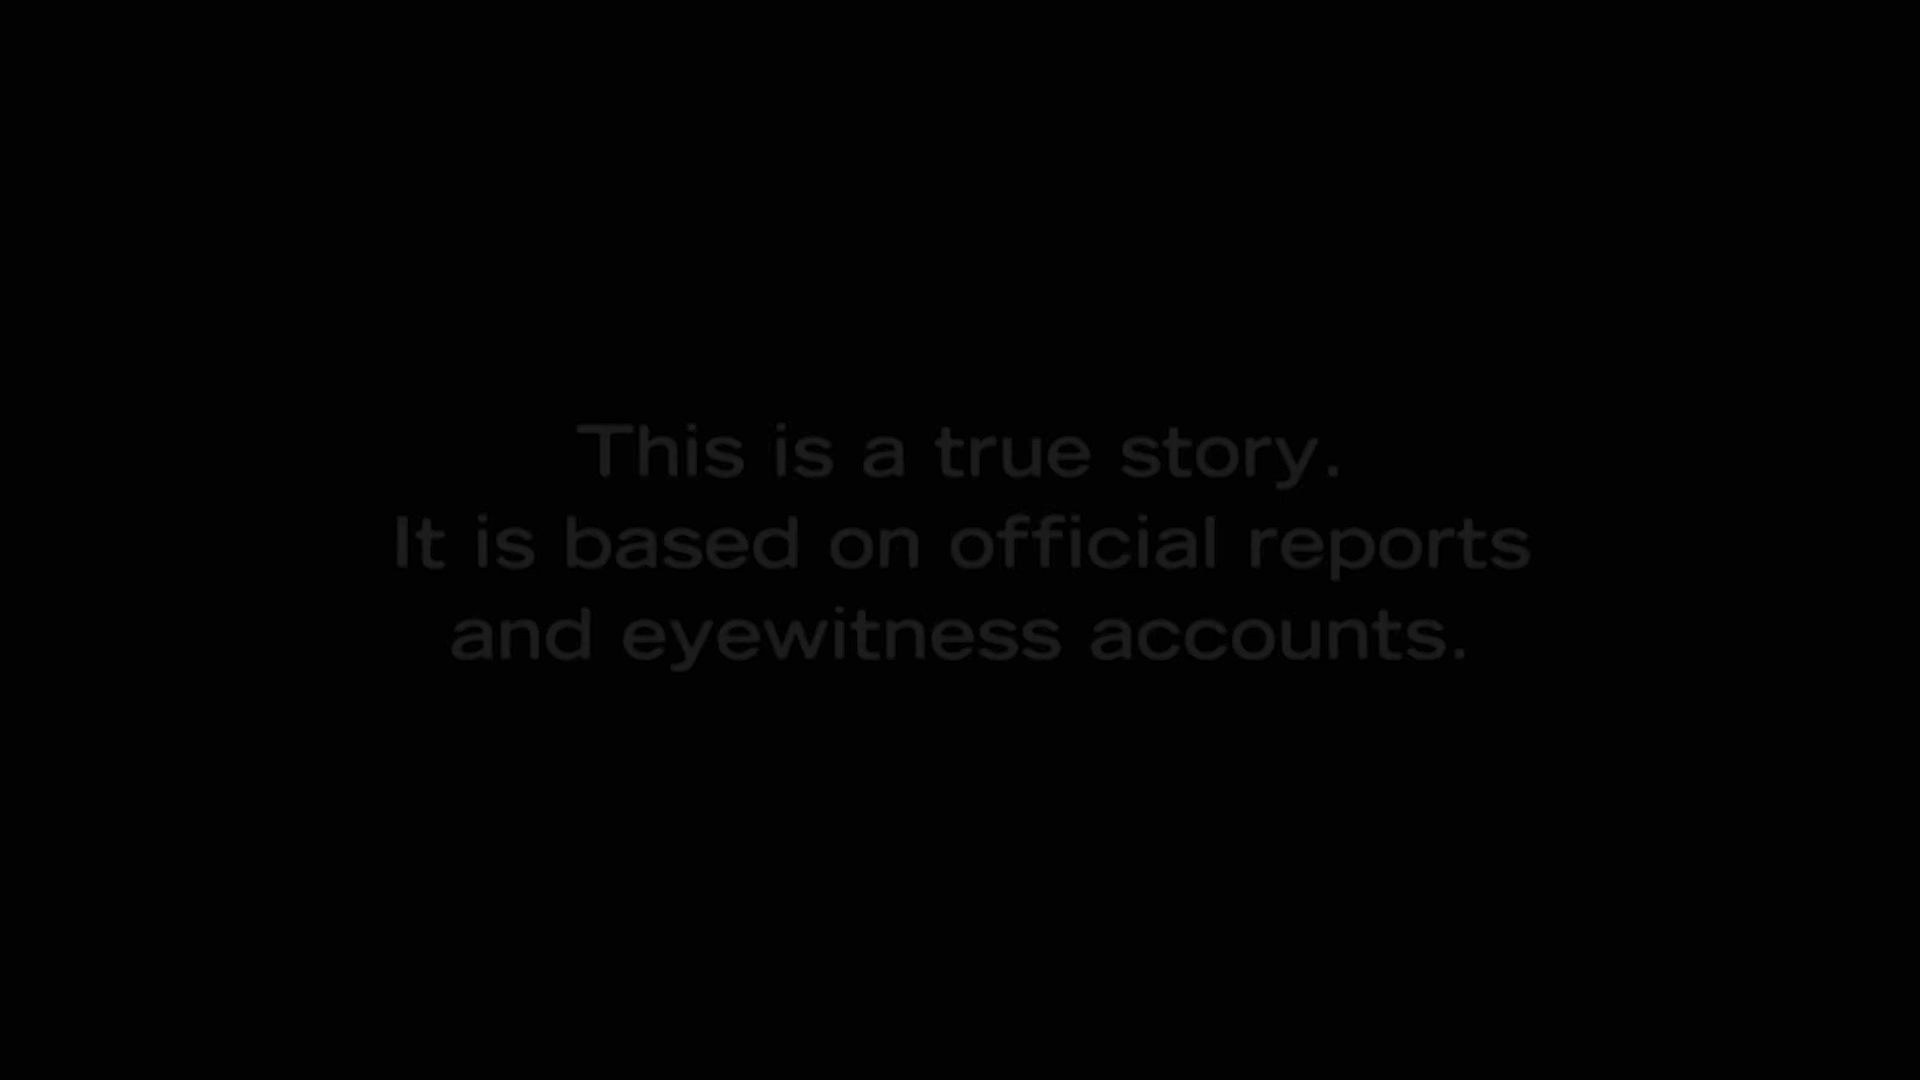 This is a true story.
It is based on official reports
and eyewitness accounts.